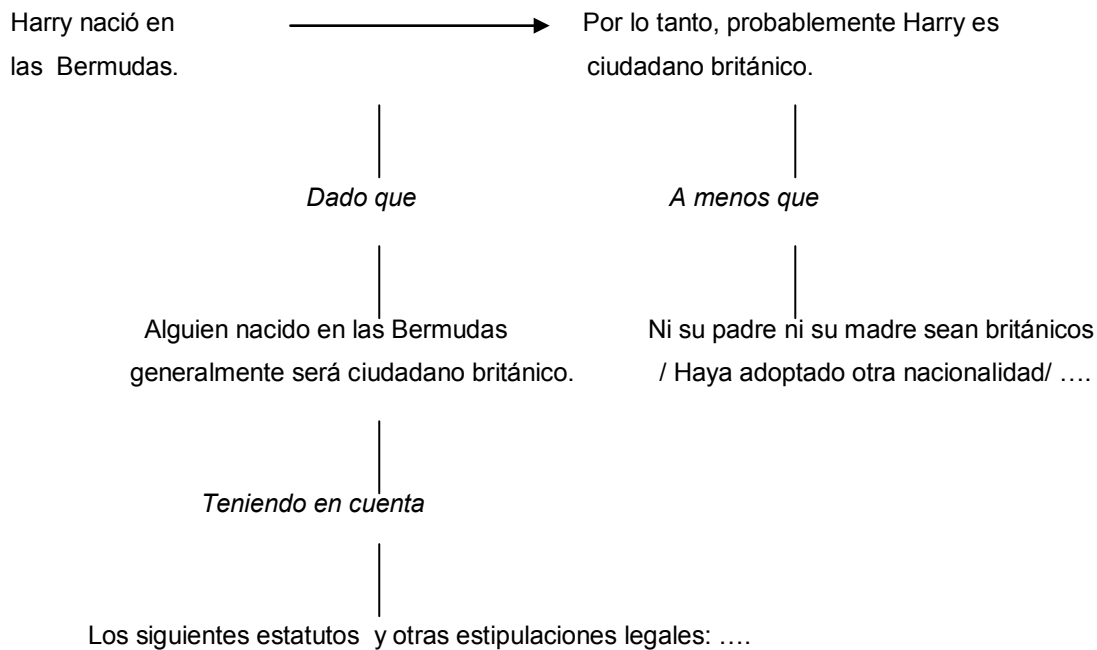 Harry nació en
Por lo tanto, probablemente Harry es
las Bermudas.
ciudadano británico.
Dado que
A menos que
Alguien nacido en las Bermudas
Ni su padre ni su madre sean británicos
generalmente será ciudadano británico.
/ Haya adoptado otra nacionalidad/ ….
Teniendo en cuenta
Los siguientes estatutos y otras estipulaciones legales: ….